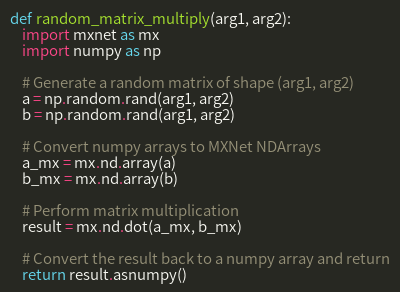 def random_matrix_multiply(arg1, arg2):
    import mxnet as mx
    import numpy as np

    # Generate a random matrix of shape (arg1, arg2)
    a = np.random.rand(arg1, arg2)
    b = np.random.rand(arg1, arg2)

    # Convert numpy arrays to MXNet NDArrays
    a_mx = mx.nd.array(a)
    b_mx = mx.nd.array(b)

    # Perform matrix multiplication
    result = mx.nd.dot(a_mx, b_mx)

    # Convert the result back to a numpy array and return
    return result.asnumpy()